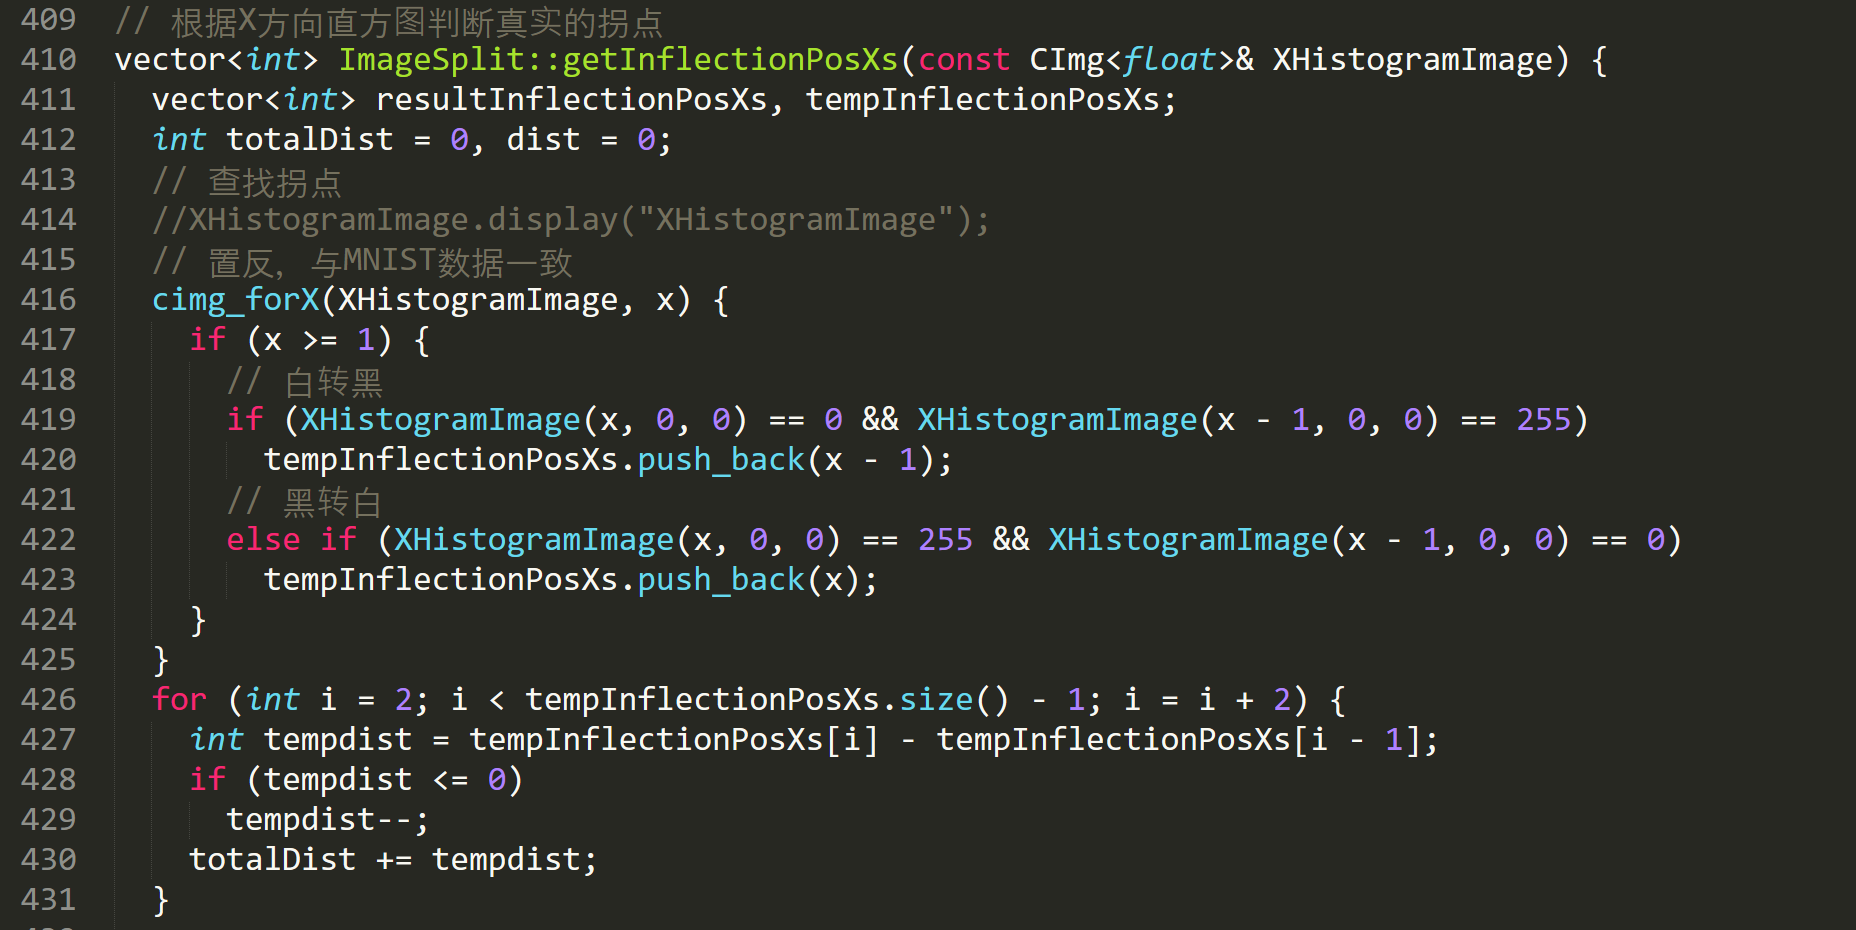 409 // 根据X方向直方图判断真实的拐点
410 vector<int> ImageSplit::getInflectionPosXs(const CImg<float>& XHistogramImage) {
411   vector<int> resultInflectionPosXs, tempInflectionPosXs;
412   int totalDist = 0, dist = 0;
413   // 查找拐点
414   //XHistogramImage.display("XHistogramImage");
415   // 置反, 与MNIST数据一致
416   cimg_forX(XHistogramImage, x) {
417     if (x >= 1) {
418       // 白转黑
419       if (XHistogramImage(x, 0, 0) == 0 && XHistogramImage(x - 1, 0, 0) == 255)
420         tempInflectionPosXs.push_back(x - 1);
421       // 黑转白
422       else if (XHistogramImage(x, 0, 0) == 255 && XHistogramImage(x - 1, 0, 0) == 0)
423         tempInflectionPosXs.push_back(x);
424     }
425   }
426   for (int i = 2; i < tempInflectionPosXs.size() - 1; i = i + 2) {
427     int tempdist = tempInflectionPosXs[i] - tempInflectionPosXs[i - 1];
428     if (tempdist <= 0)
429       tempdist--;
430     totalDist += tempdist;
431   }